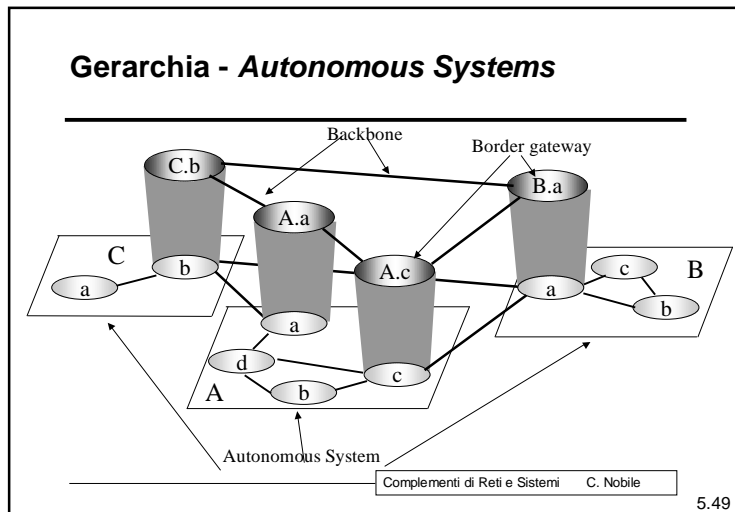 Gerarchia - Autonomous Systems
Backbone
Border gateway
C.b
B.a
A.a
C
A.c
c
B
b
a
a
b
a
d
c
A
b
Autonomous System
Complementi di Reti e Sistemi C. Nobile
5.49